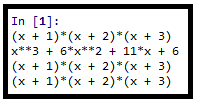 In [1]:
(x + 1)*(x + 2)*(x + 3)
x**3 + 6*x**2 + 11*x + 6
(x + 1)*(x + 2)*(x + 3)
(x + 1)*(x + 2)*(x + 3)